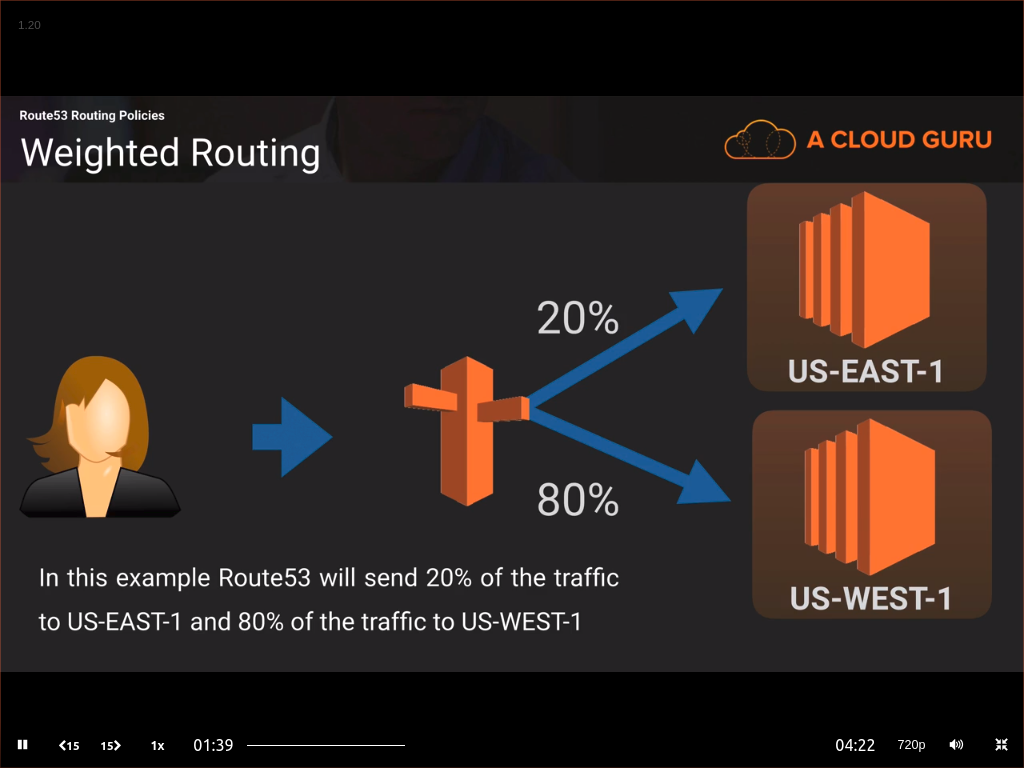 1.20
Route53 Routing Policies
Weighted Routing
A CLOUD GURU
20%
US-EAST-1
80%
US-WEST-1
In this example Route53 will send 20% of the traffic
to US-EAST-1 and 80% of the traffic to US-WEST-1
15 15 1x 01:39 04:22 720p